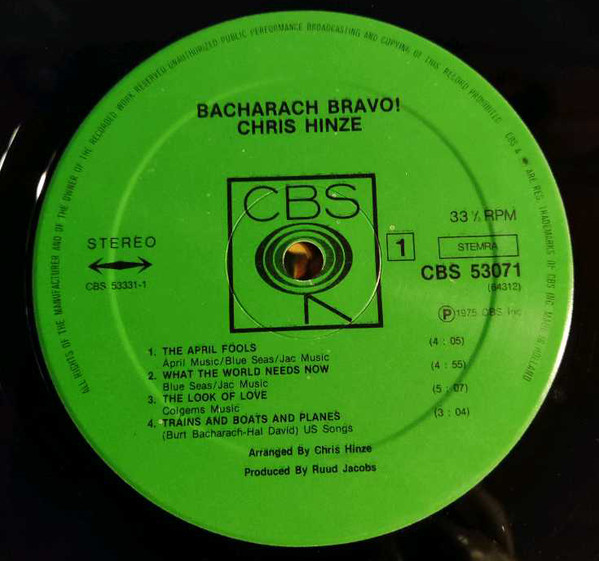 ALL RIGHTS OF THE MANUFACTURER AND OF THE OWNER OF THE RECORDED WORK RESERVED UNAUTHORIZED PUBLIC PERFORMANCE BROADCASTING AND COPYING OF THIS RECORD PROHIBITED CBS & ARE REG. TRADEMARKS OF CBS INC. MADE IN HOLLAND
BACHARACH BRAVO!
CHRIS HINZE
CBS
STEREO
CBS 53331-1
33⅓ RPM
1
STEMRA
CBS 53071
(64312)
Ⓟ1975 CBS Inc
1. THE APRIL FOOLS (4 : 05)
April Music/Blue Seas/Jac Music
2. WHAT THE WORLD NEEDS NOW (4 : 55)
Blue Seas/Jac Music
3. THE LOOK OF LOVE (5 : 07)
Colgems Music
4. TRAINS AND BOATS AND PLANES (3 : 04)
(Burt Bacharach-Hal David) US Songs
Arranged By Chris Hinze
Produced By Ruud Jacobs